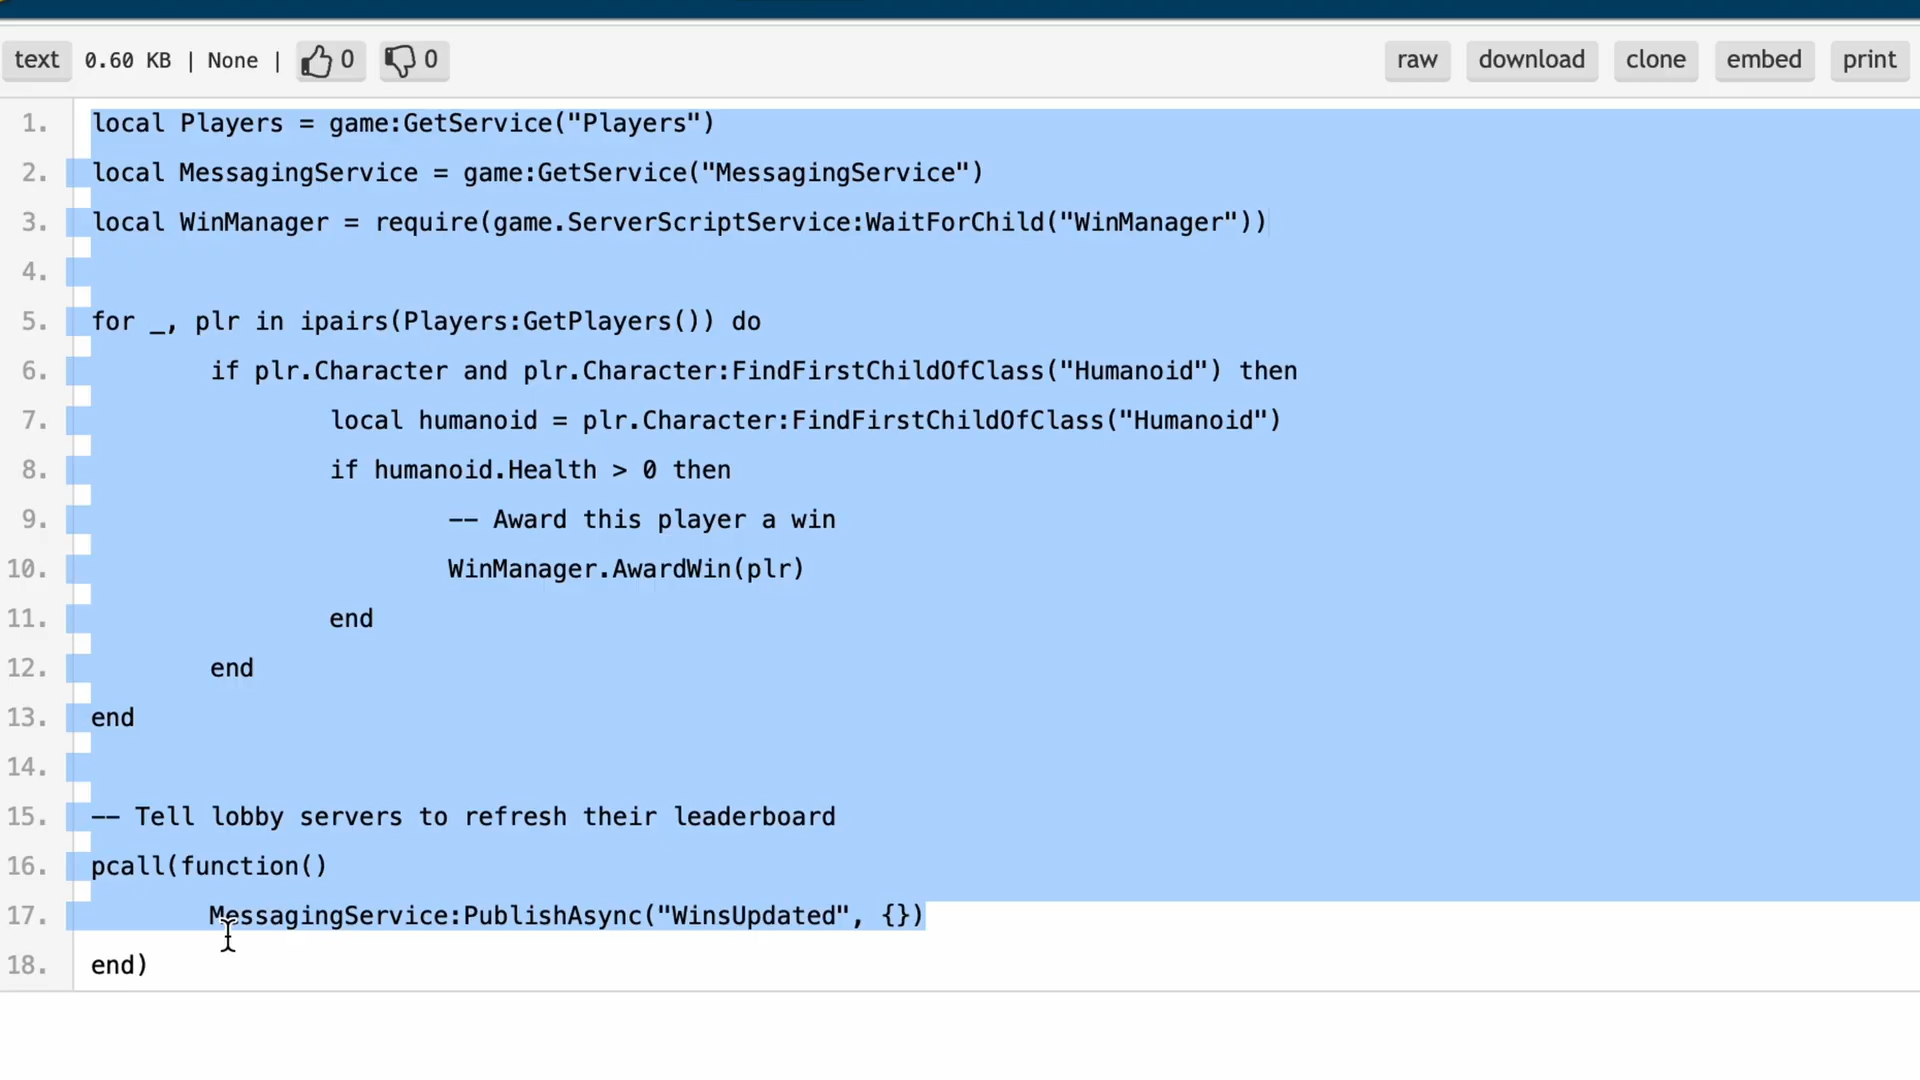 text 0.60 KB | None | 0 0 raw download clone embed print
1. local Players = game:GetService("Players")
2. local MessagingService = game:GetService("MessagingService")
3. local WinManager = require(game.ServerScriptService:WaitForChild("WinManager"))
4.
5. for _, plr in ipairs(Players:GetPlayers()) do
6. if plr.Character and plr.Character:FindFirstChildOfClass("Humanoid") then
7. local humanoid = plr.Character:FindFirstChildOfClass("Humanoid")
8. if humanoid.Health > 0 then
9. -- Award this player a win
10. WinManager.AwardWin(plr)
11. end
12. end
13. end
14.
15. -- Tell lobby servers to refresh their leaderboard
16. pcall(function()
17. MessagingService:PublishAsync("WinsUpdated", {})
18. end)